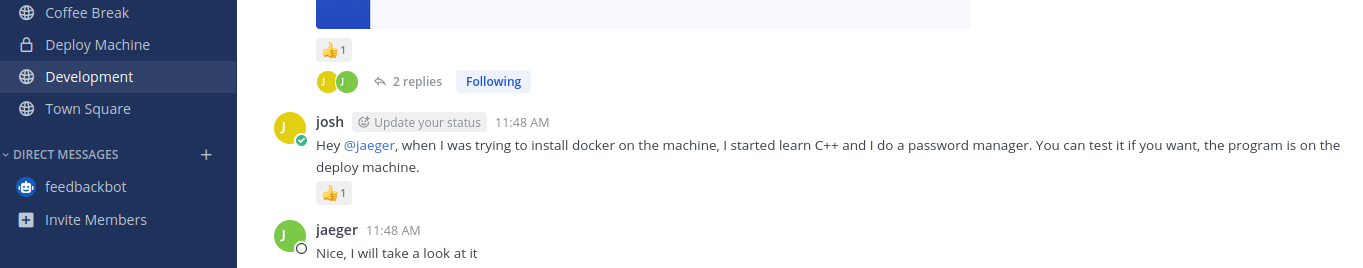 Coffee Break
Deploy Machine
Development
Town Square
DIRECT MESSAGES
feedbackbot
Invite Members
1
J J 2 replies Following
J josh Update your status 11:48 AM
Hey @jaeger, when I was trying to install docker on the machine, I started learn C++ and I do a password manager. You can test it if you want, the program is on the
deploy machine.
1
J jaeger 11:48 AM
Nice, I will take a look at it